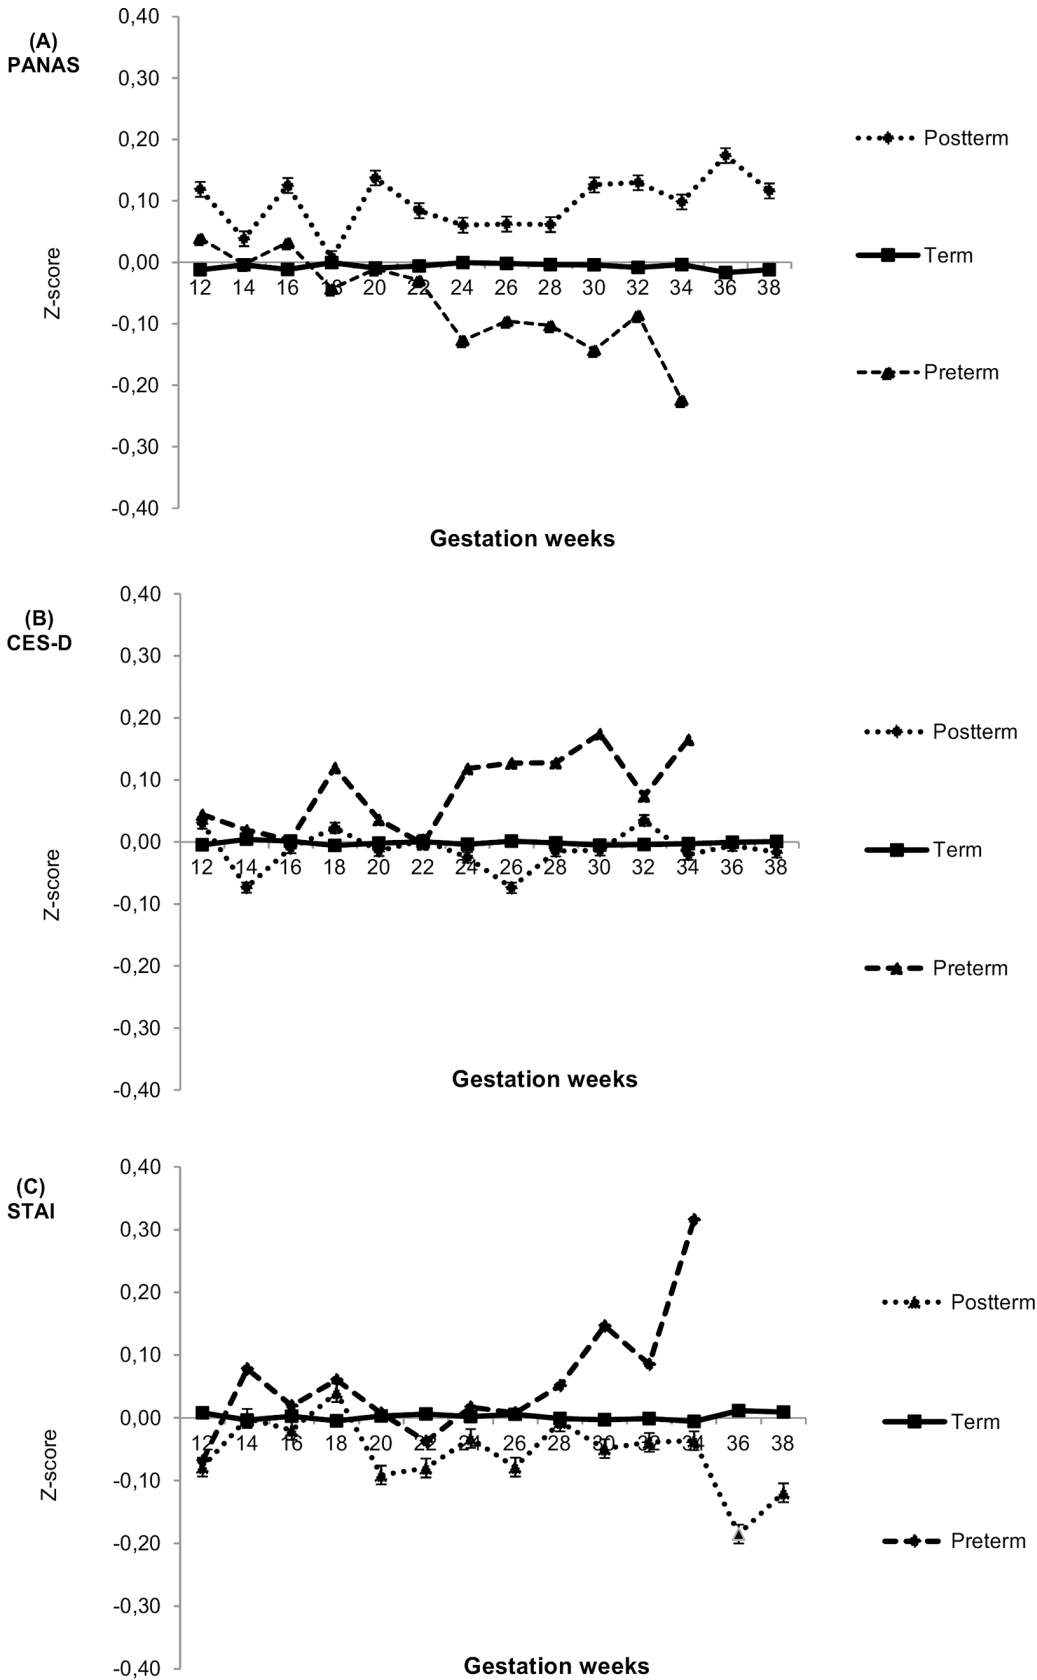 (A)
PANAS
0,40
0,30
0,20
0,10
0,00
-0,10
-0,20
-0,30
-0,40
Z-score
12 14 16 18 20 22 24 26 28 30 32 34 36 38
Gestation weeks
Postterm
Term
Preterm
(B)
CES-D
0,40
0,30
0,20
0,10
0,00
-0,10
-0,20
-0,30
-0,40
Z-score
12 14 16 18 20 22 24 26 28 30 32 34 36 38
Gestation weeks
Postterm
Term
Preterm
(C)
STAI
0,40
0,30
0,20
0,10
0,00
-0,10
-0,20
-0,30
-0,40
Z-score
12 14 16 18 20 22 24 26 28 30 32 34 36 38
Gestation weeks
Postterm
Term
Preterm